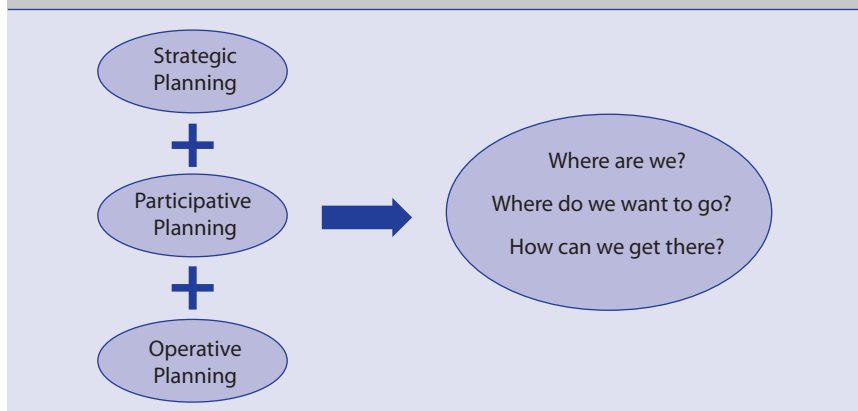 Strategic
Planning
+
Participative
Planning
+
Operative
Planning
Where are we?
Where do we want to go?
How can we get there?